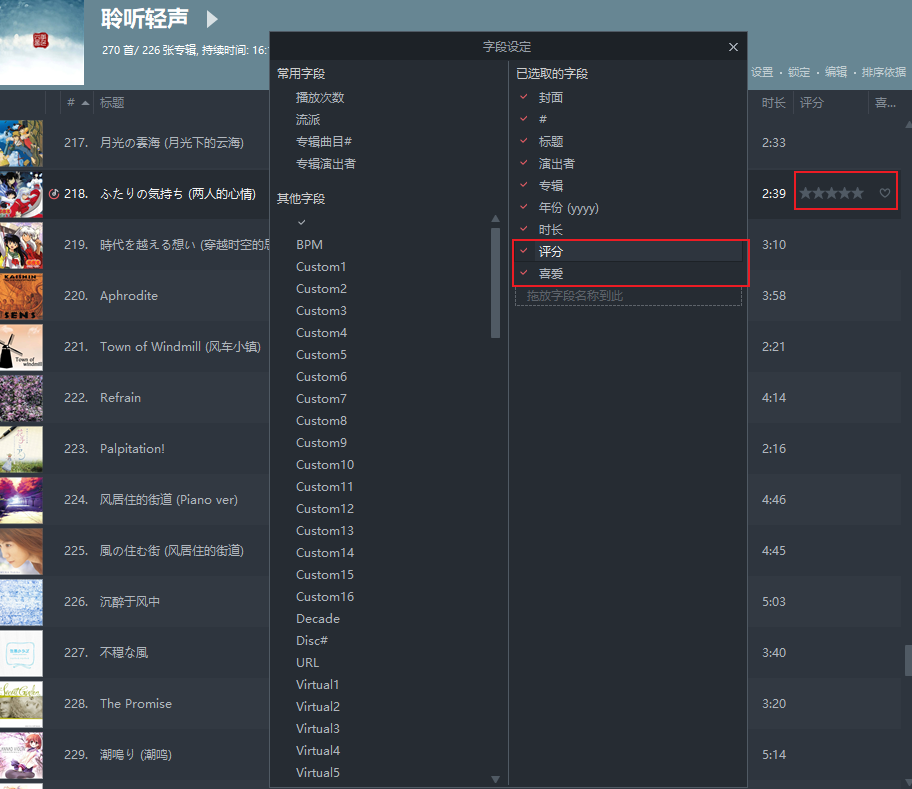 聆听轻声
270 首/ 226 张专辑, 持续时间: 16:
设置 · 锁定 · 编辑 · 排序依据
# 标题
时长 评分 喜...
217. 月光の雲海 (月光下的云海) 2:33
218. ふたりの気持ち (两人的心情) 2:39
219. 時代を越える想い (穿越时空的思 3:10
220. Aphrodite 3:58
221. Town of Windmill (风车小镇) 2:21
222. Refrain 4:14
223. Palpitation! 2:16
224. 风居住的街道 (Piano ver) 4:46
225. 風の住む街 (风居住的街道) 4:45
226. 沉醉于风中 5:03
227. 不穏な風 3:40
228. The Promise 3:20
229. 潮鳴り (潮鸣) 5:14
字段设定
常用字段
播放次数
流派
专辑曲目#
专辑演出者
其他字段
BPM
Custom1
Custom2
Custom3
Custom4
Custom5
Custom6
Custom7
Custom8
Custom9
Custom10
Custom11
Custom12
Custom13
Custom14
Custom15
Custom16
Decade
Disc#
URL
Virtual1
Virtual2
Virtual3
Virtual4
Virtual5
已选取的字段
封面
#
标题
演出者
专辑
年份 (yyyy)
时长
评分
喜爱
拖放字段名称到此
Town of
windmill